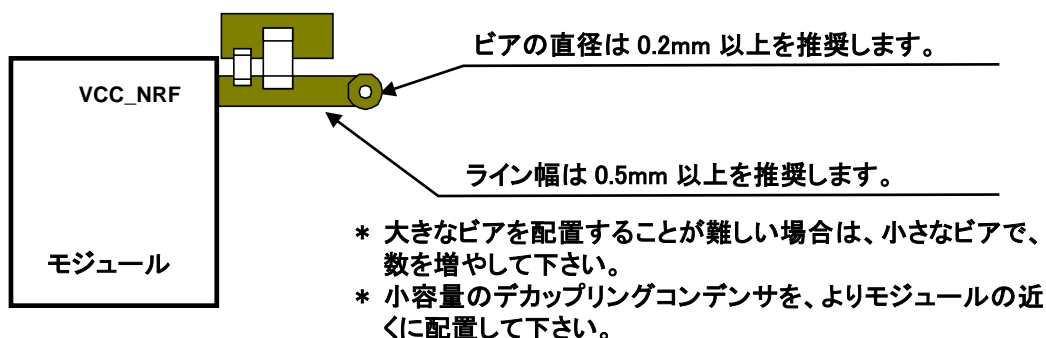 ビアの直径は 0.2mm 以上を推奨します。
VCC_NRF
ライン幅は 0.5mm 以上を推奨します。
モジュール
* 大きなビアを配置することが難しい場合は、小さなビアで、
数を増やして下さい。
* 小容量のデカップリングコンデンサを、よりモジュールの近
くに配置して下さい。